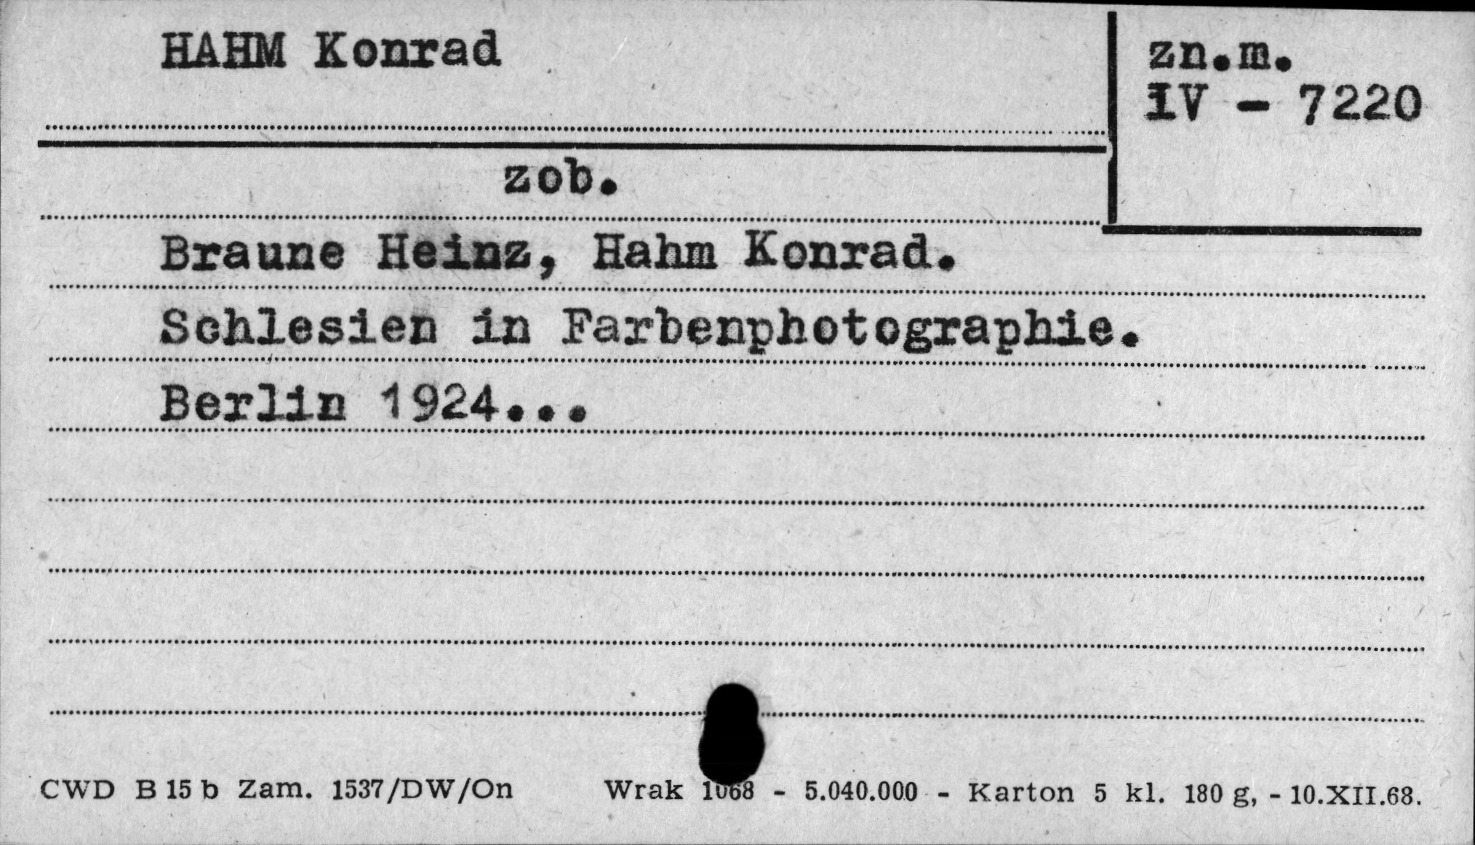 HAHM Konrad
zn.m.
IV - 7220
zob.
Braune Heinz, Hahm Konrad.
Schlesien in Farbenphotographie.
Berlin 1924...
CWD B 15 b Zam. 1537/DW/On Wrak 1068 - 5.040.000 - Karton 5 kl. 180 g, - 10.XII.68.